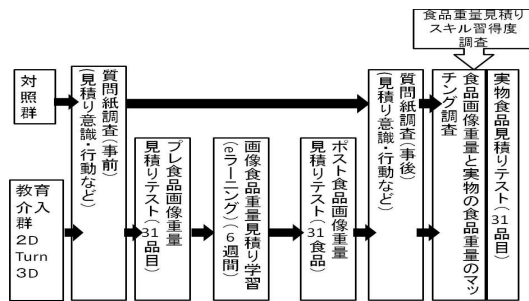 食品重量見積り
スキル習得度
調査
対照群
教育介入群
2D
Turn
3D
質問紙調査(事前)
(見積り意識・行動など)
プレ食品画像重量
見積りテスト(31品目)
画像食品重量見積り学習
(eラーニング)(6週間)
ポスト食品画像重量
見積りテスト(31食品)
質問紙調査(事後)
(見積り意識・行動など)
食品画像重量と実物の食品重量のマッ
チング調査
実物食品見積りテスト(31品目)